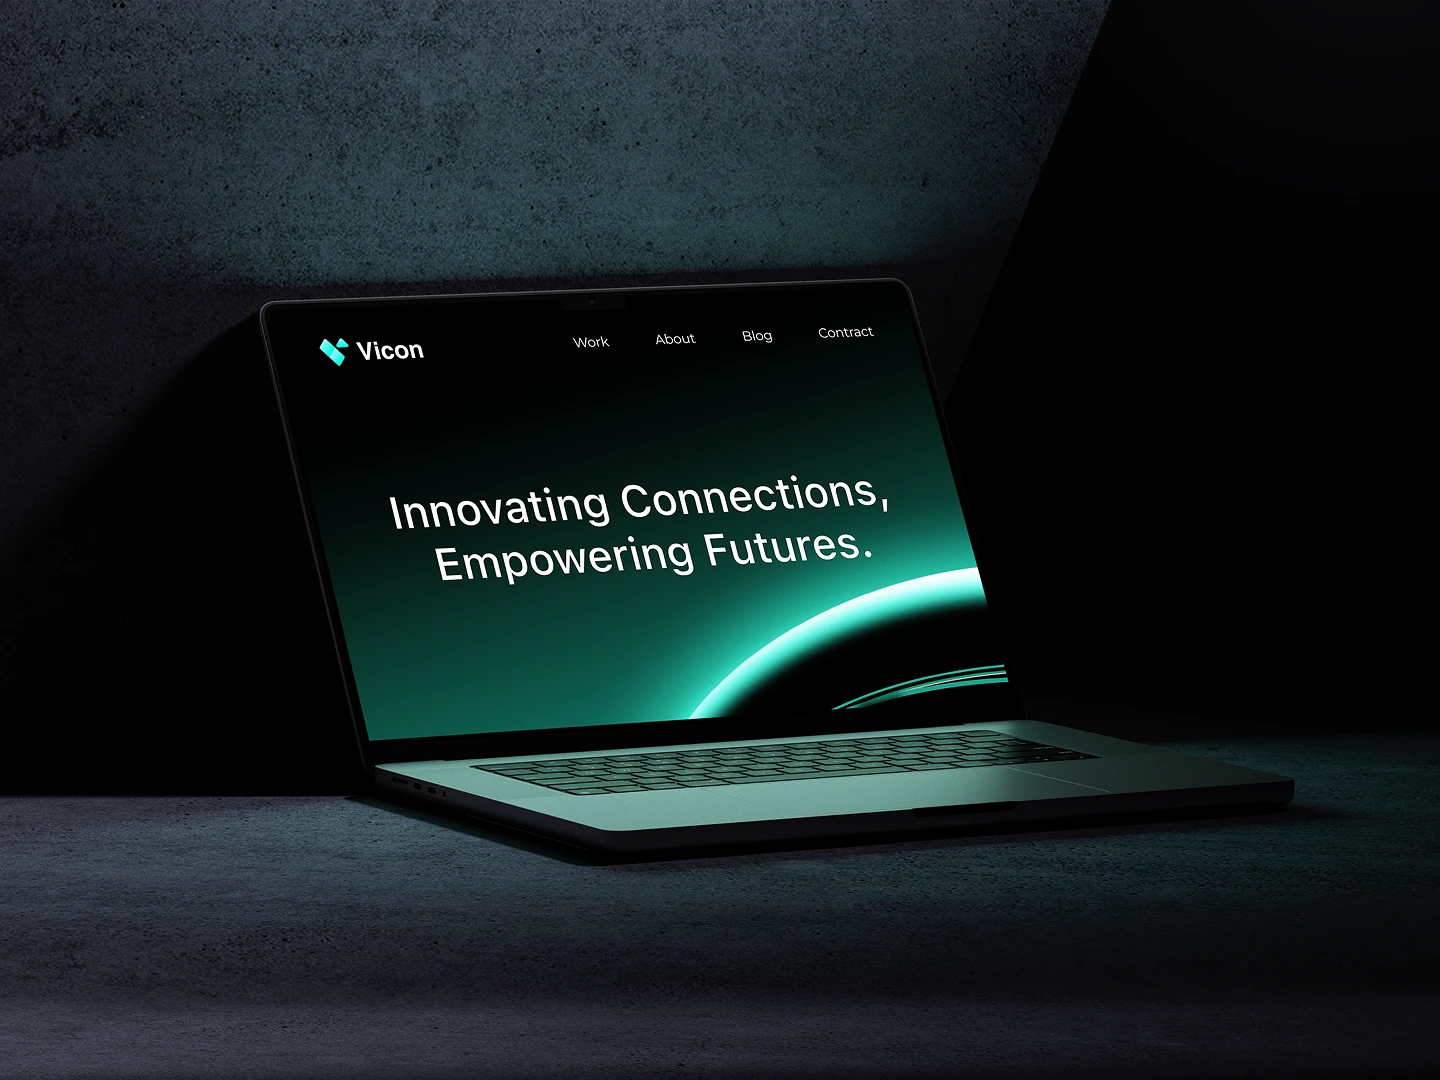 Vicon
Work About Blog Contract
Innovating Connections,
Empowering Futures.